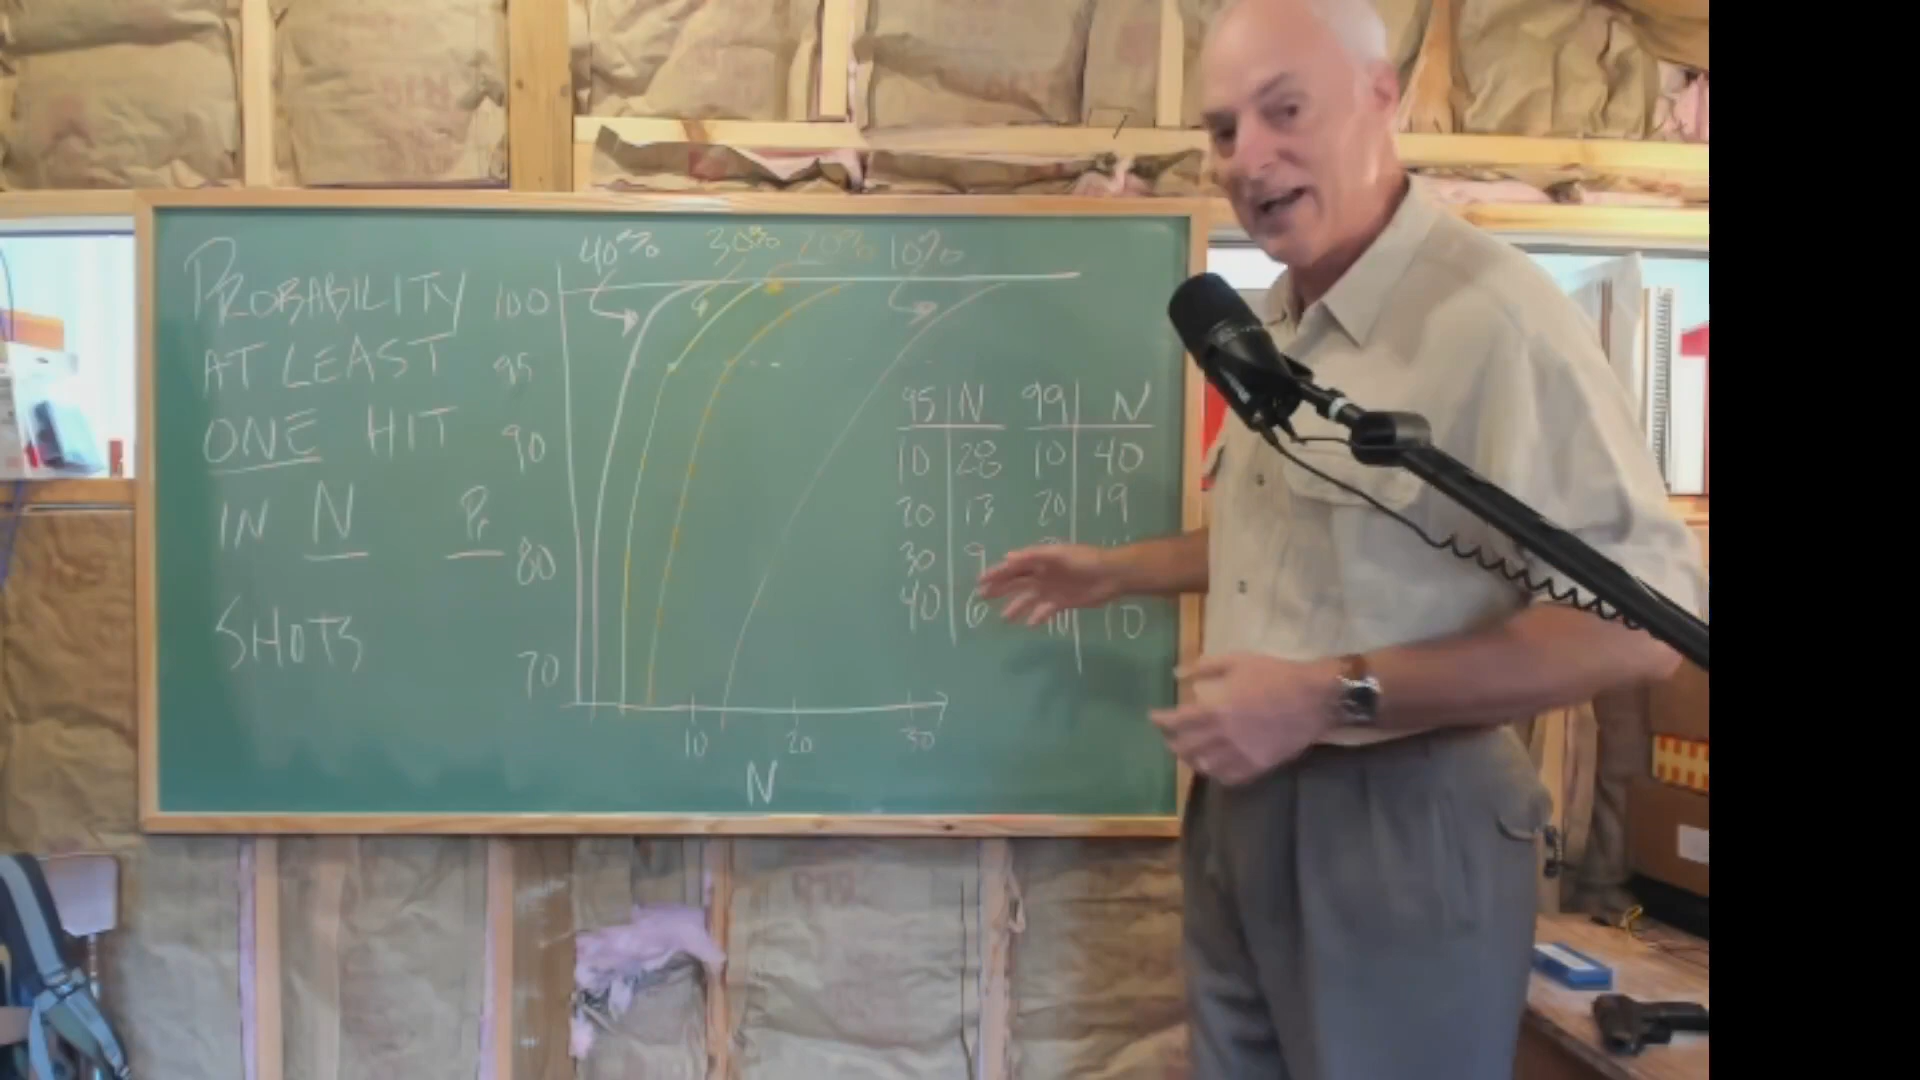 PROBABILITY
AT LEAST
ONE HIT
IN N
SHOTS
Pr
100
95
90
80
70
40% 30% 20% 10%
10 20 30
N
95 N
10 28
20 13
30 9
40 6
99 N
10 40
20 19
40 10